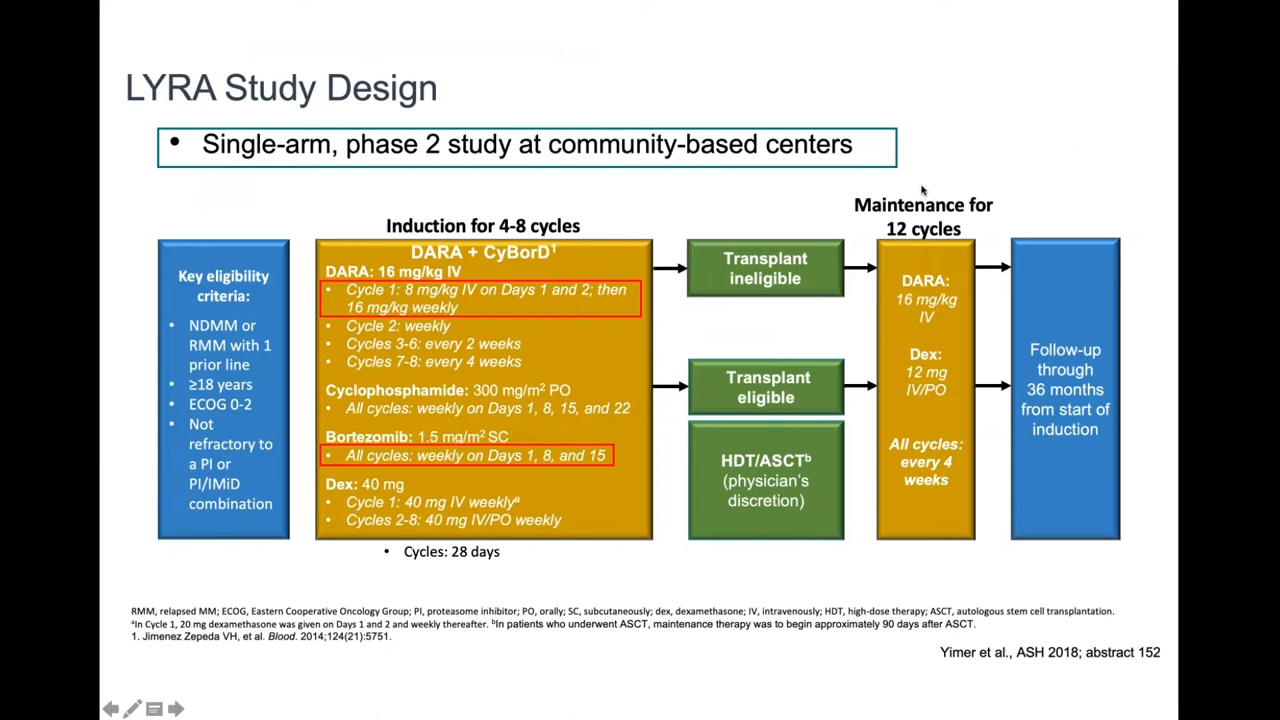 LYRA Study Design
• Single-arm, phase 2 study at community-based centers
Key eligibility
criteria:
• NDMM or
RMM with 1
prior line
• ≥18 years
• ECOG 0-2
• Not
refractory to
a PI or
PI/IMiD
combination
Induction for 4-8 cycles
DARA + CyBorD¹
DARA: 16 mg/kg IV
• Cycle 1: 8 mg/kg IV on Days 1 and 2; then
16 mg/kg weekly
• Cycle 2: weekly
• Cycles 3-6: every 2 weeks
• Cycles 7-8: every 4 weeks
Cyclophosphamide: 300 mg/m² PO
• All cycles: weekly on Days 1, 8, 15, and 22
Bortezomib: 1.5 mg/m² SC
• All cycles: weekly on Days 1, 8, and 15
Dex: 40 mg
• Cycle 1: 40 mg IV weeklyᵃ
• Cycles 2-8: 40 mg IV/PO weekly
• Cycles: 28 days
Transplant
ineligible
Transplant
eligible
HDT/ASCTᵇ
(physician's
discretion)
Maintenance for
12 cycles
DARA:
16 mg/kg
IV
Dex:
12 mg
IV/PO
All cycles:
every 4
weeks
Follow-up
through
36 months
from start of
induction
RMM, relapsed MM; ECOG, Eastern Cooperative Oncology Group; PI, proteasome inhibitor; PO, orally; SC, subcutaneously; dex, dexamethasone; IV, intravenously; HDT, high-dose therapy; ASCT, autologous stem cell transplantation.
ᵃIn Cycle 1, 20 mg dexamethasone was given on Days 1 and 2 and weekly thereafter. ᵇIn patients who underwent ASCT, maintenance therapy was to begin approximately 90 days after ASCT.
1. Jimenez Zepeda VH, et al. Blood. 2014;124(21):5751.
Yimer et al., ASH 2018; abstract 152